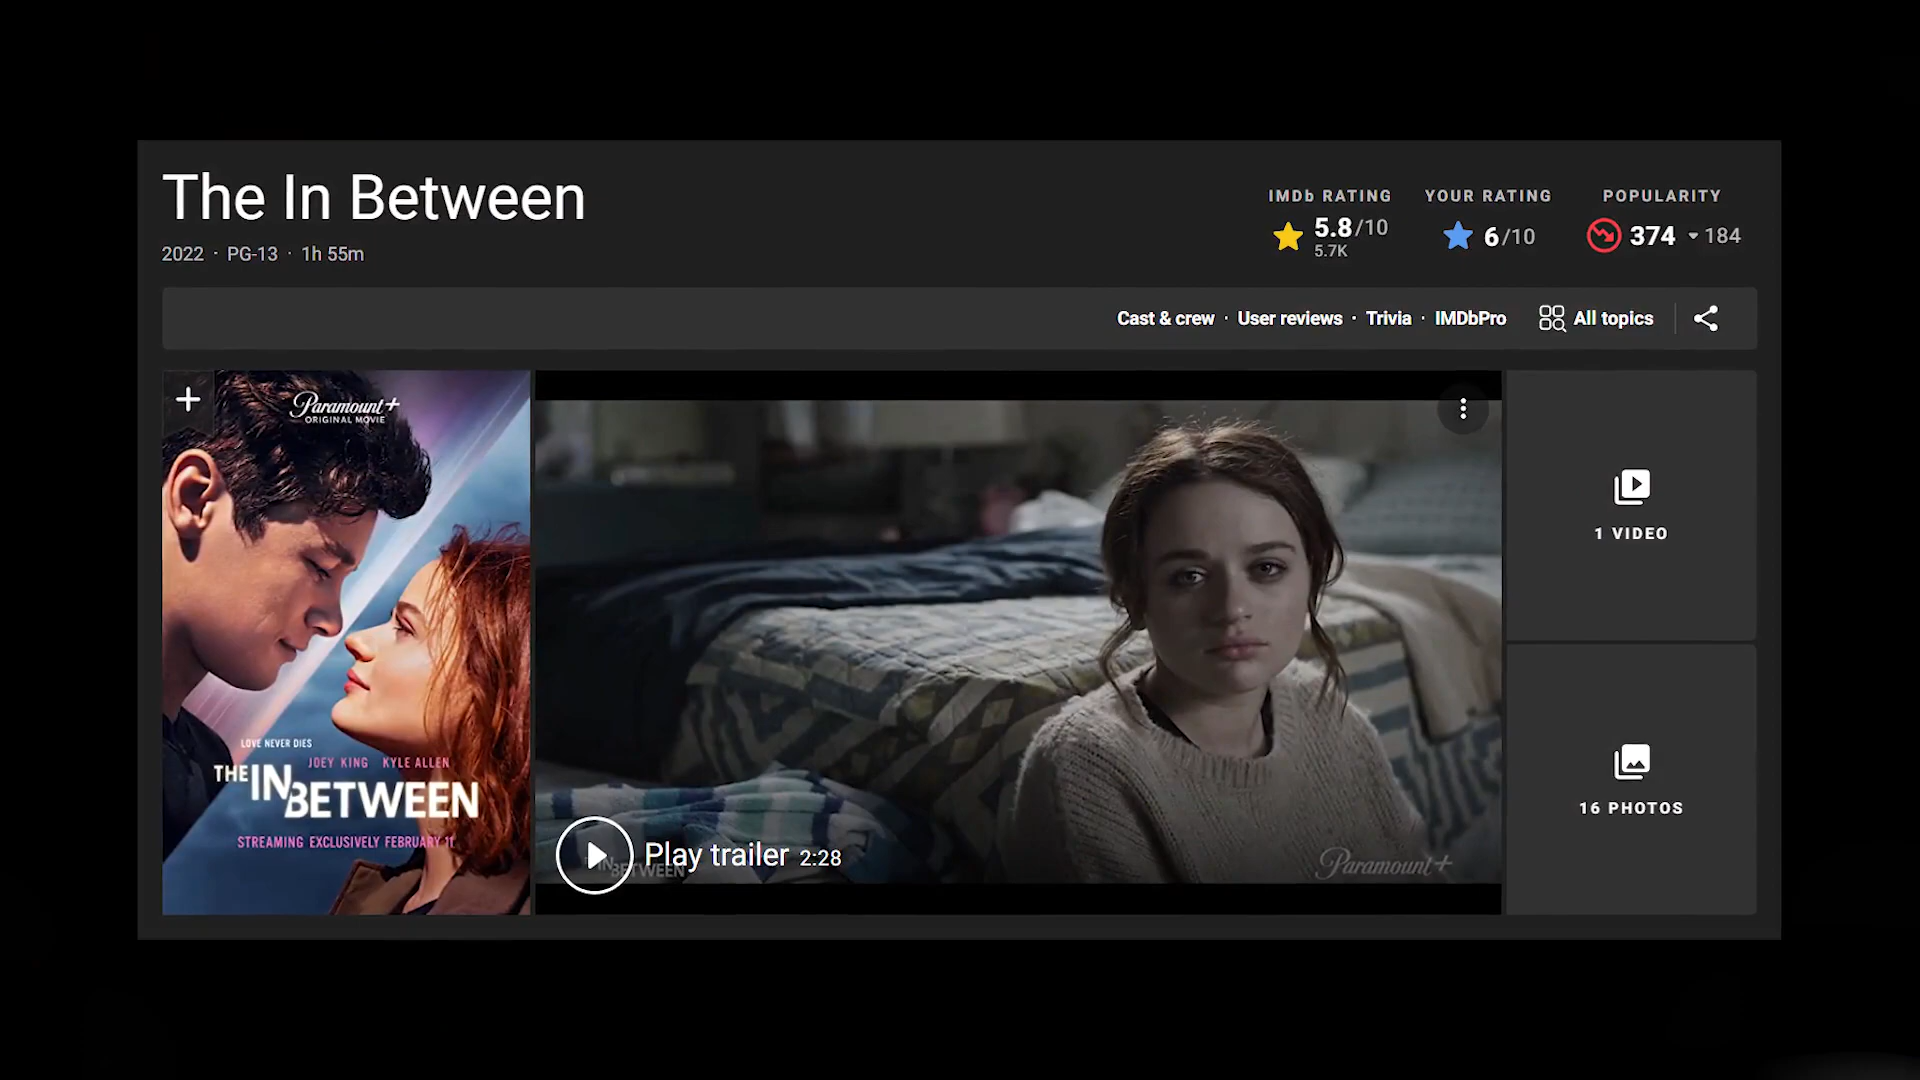 The In Between
2022 · PG-13 · 1h 55m
IMDb RATING
5.8/10
5.7K
YOUR RATING
6/10
POPULARITY
374 184
Cast & crew · User reviews · Trivia · IMDbPro
All topics
Paramount+
ORIGINAL MOVIE
LOVE NEVER DIES
JOEY KING KYLE ALLEN
THE IN BETWEEN
STREAMING EXCLUSIVELY FEBRUARY 11
Play trailer 2:28
IN
BETWEEN
Paramount+
1 VIDEO
16 PHOTOS